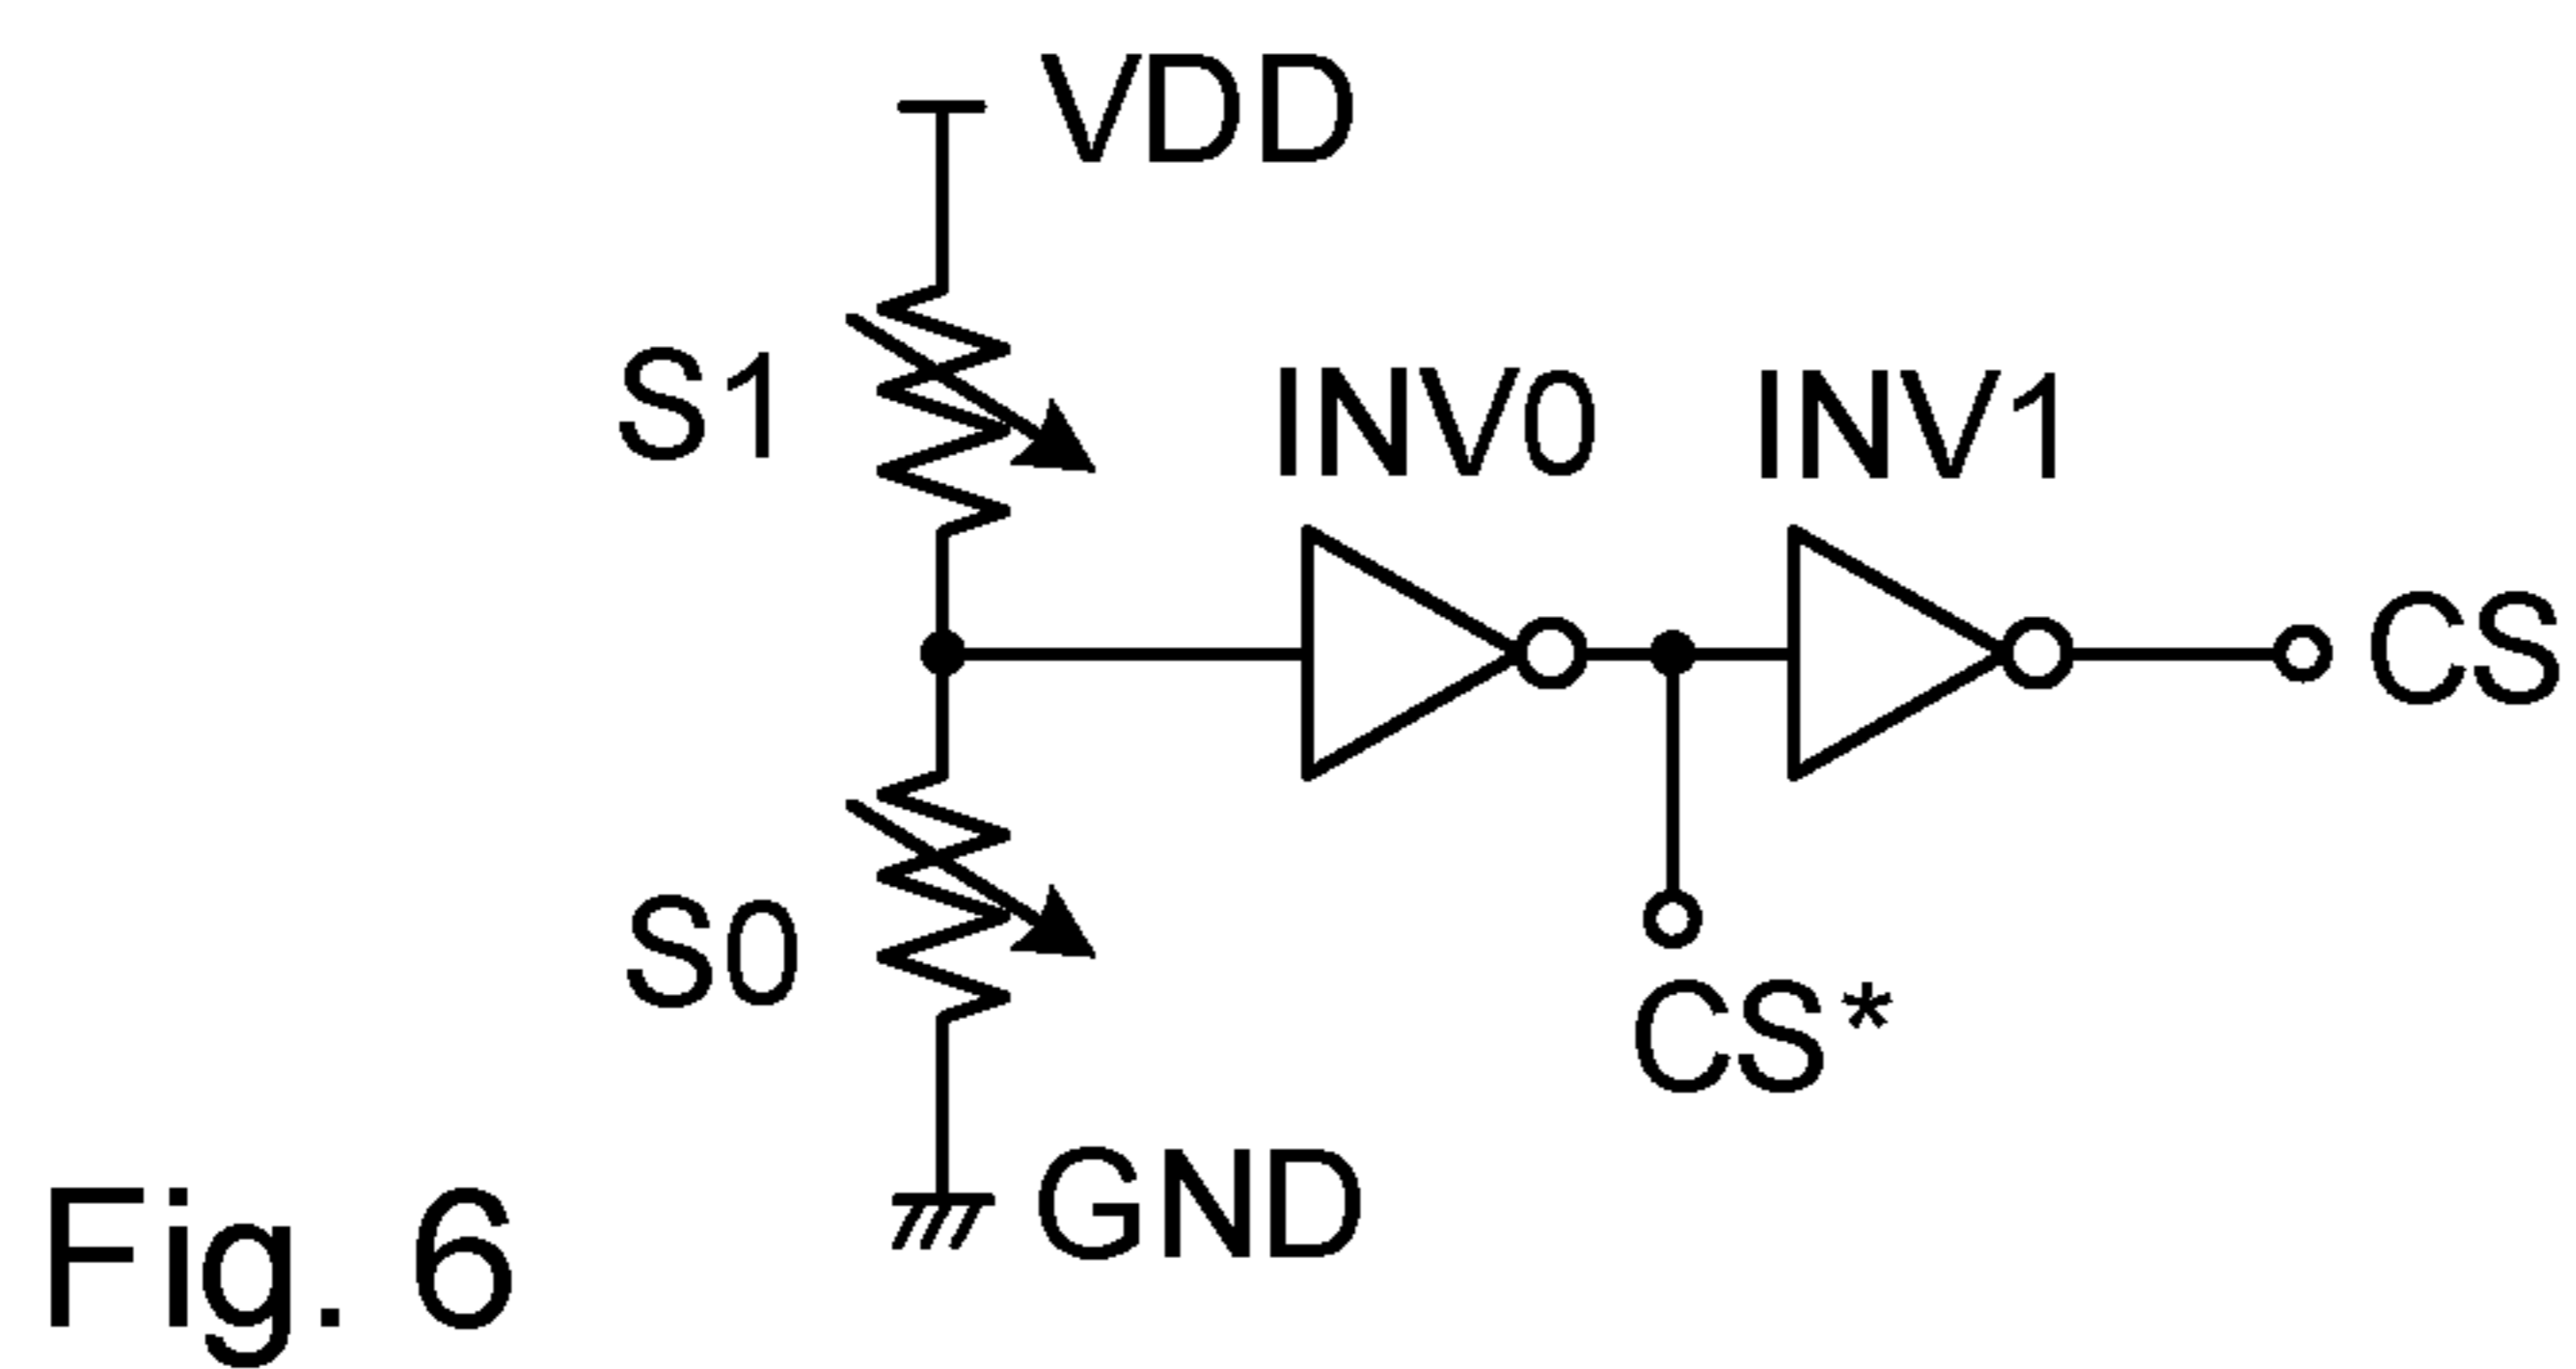 VDD
S1
INV0
INV1
CS
S0
CS*
GND
Fig. 6